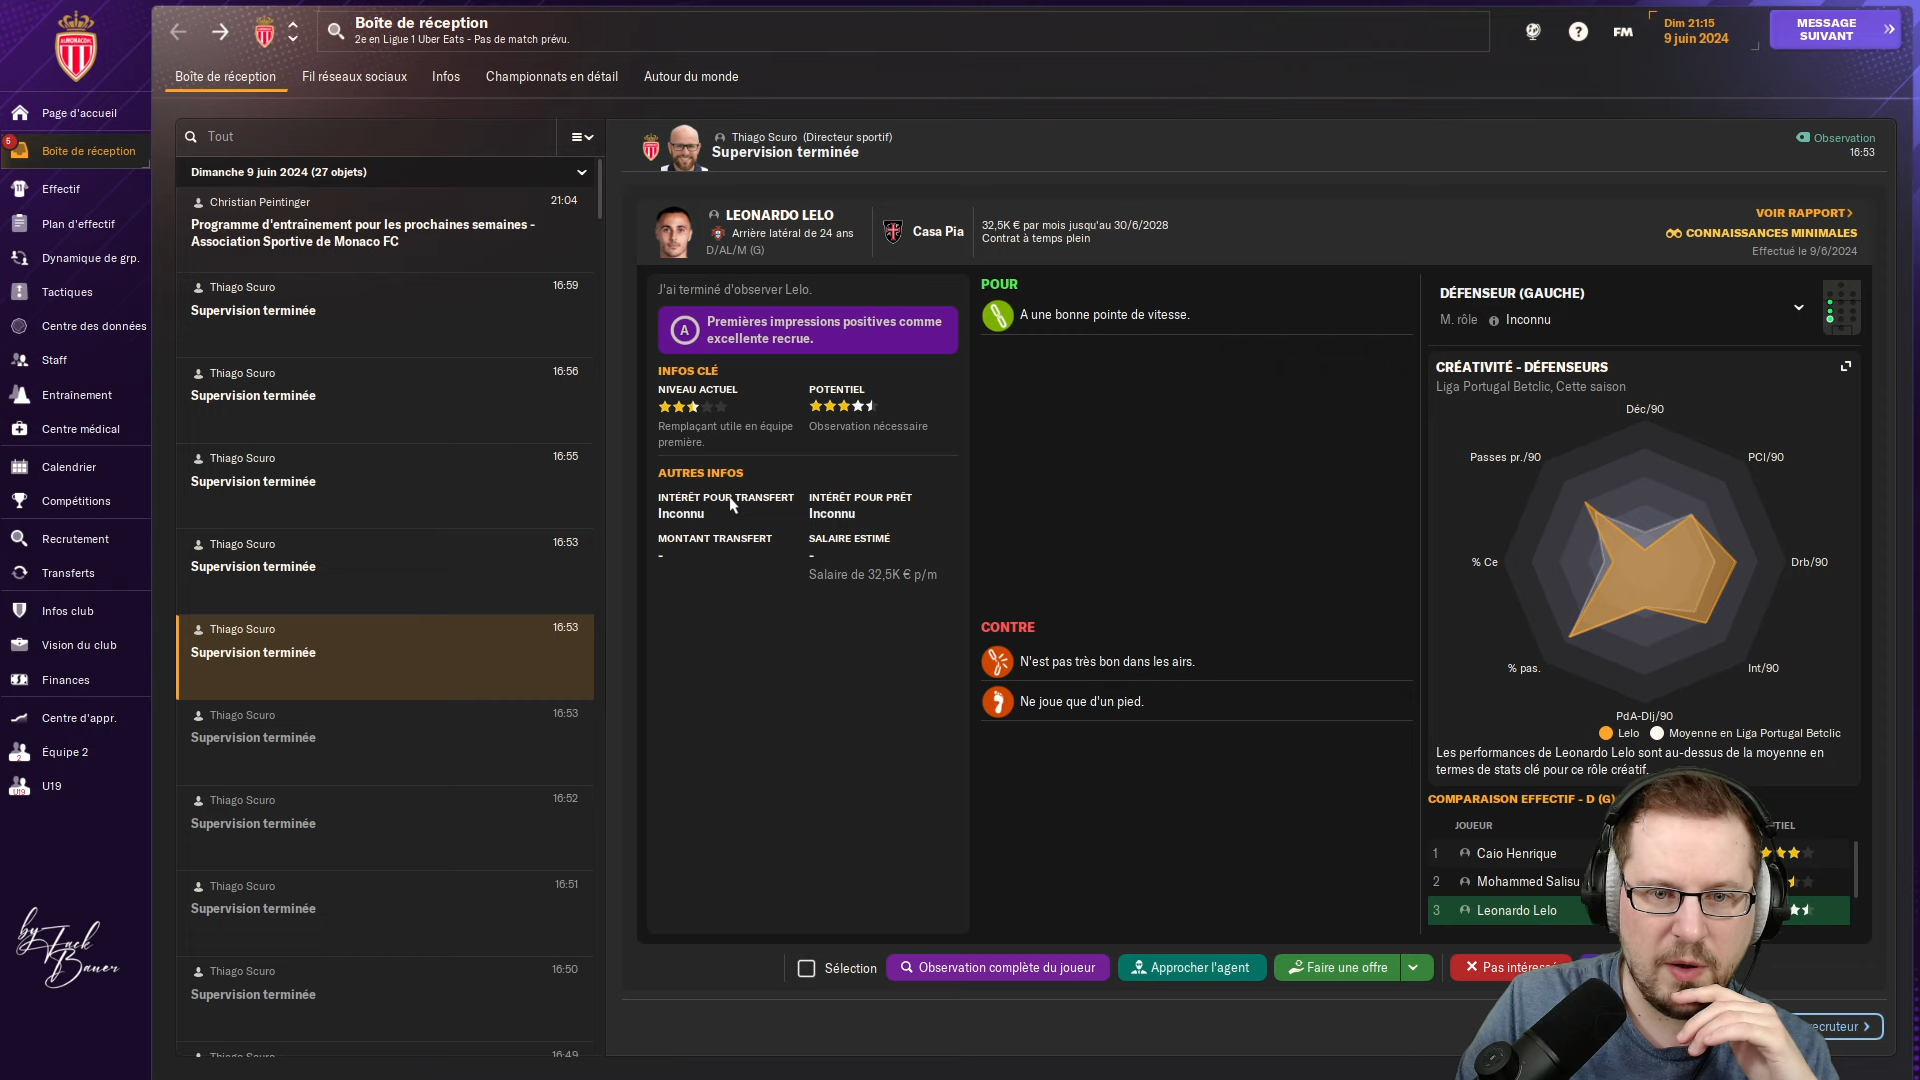 Boîte de réception
2e en Ligue 1 Uber Eats - Pas de match prévu.
FM
Dim 21:15
9 juin 2024
MESSAGE
SUIVANT
Boîte de réception
Fil réseaux sociaux
Infos
Championnats en détail
Autour du monde
Page d'accueil
5
Boîte de réception
Effectif
Plan d'effectif
Dynamique de grp.
Tactiques
Centre des données
Staff
Entraînement
Centre médical
Calendrier
Compétitions
Recrutement
Transferts
Infos club
Vision du club
Finances
Centre d'appr.
Équipe 2
U19
by Jack
Bauer
Tout
Dimanche 9 juin 2024 (27 objets)
Christian Peintinger
21:04
Programme d'entraînement pour les prochaines semaines -
Association Sportive de Monaco FC
Thiago Scuro
16:59
Supervision terminée
Thiago Scuro
16:56
Supervision terminée
Thiago Scuro
16:55
Supervision terminée
Thiago Scuro
16:53
Supervision terminée
Thiago Scuro
16:53
Supervision terminée
Thiago Scuro
16:53
Supervision terminée
Thiago Scuro
16:52
Supervision terminée
Thiago Scuro
16:51
Supervision terminée
Thiago Scuro
16:50
Supervision terminée
Thiago Scuro
16:49
Thiago Scuro (Directeur sportif)
Supervision terminée
Observation
16:53
LEONARDO LELO
Arrière latéral de 24 ans
D/AL/M (G)
Casa Pia
32,5K € par mois jusqu'au 30/6/2028
Contrat à temps plein
VOIR RAPPORT
CONNAISSANCES MINIMALES
Effectué le 9/6/2024
J'ai terminé d'observer Lelo.
A
Premières impressions positives comme
excellente recrue.
INFOS CLÉ
NIVEAU ACTUEL
POTENTIEL
Remplaçant utile en équipe
première.
Observation nécessaire
AUTRES INFOS
INTÉRÊT POUR TRANSFERT
Inconnu
INTÉRÊT POUR PRÊT
Inconnu
MONTANT TRANSFERT
-
SALAIRE ESTIMÉ
-
Salaire de 32,5K € p/m
POUR
A une bonne pointe de vitesse.
CONTRE
N'est pas très bon dans les airs.
Ne joue que d'un pied.
DÉFENSEUR (GAUCHE)
M. rôle
Inconnu
CRÉATIVITÉ - DÉFENSEURS
Liga Portugal Betclic, Cette saison
Déc/90
Passes pr./90
PCl/90
% Ce
Drb/90
% pas.
Int/90
PdA-DIj/90
Lelo
Moyenne en Liga Portugal Betclic
Les performances de Leonardo Lelo sont au-dessus de la moyenne en
termes de stats clé pour ce rôle créatif.
COMPARAISON EFFECTIF - D (G)
JOUEUR
1 Caio Henrique
2 Mohammed Salisu
3 Leonardo Lelo
Sélection
Observation complète du joueur
Approcher l'agent
Faire une offre
Pas intéress
recruteur